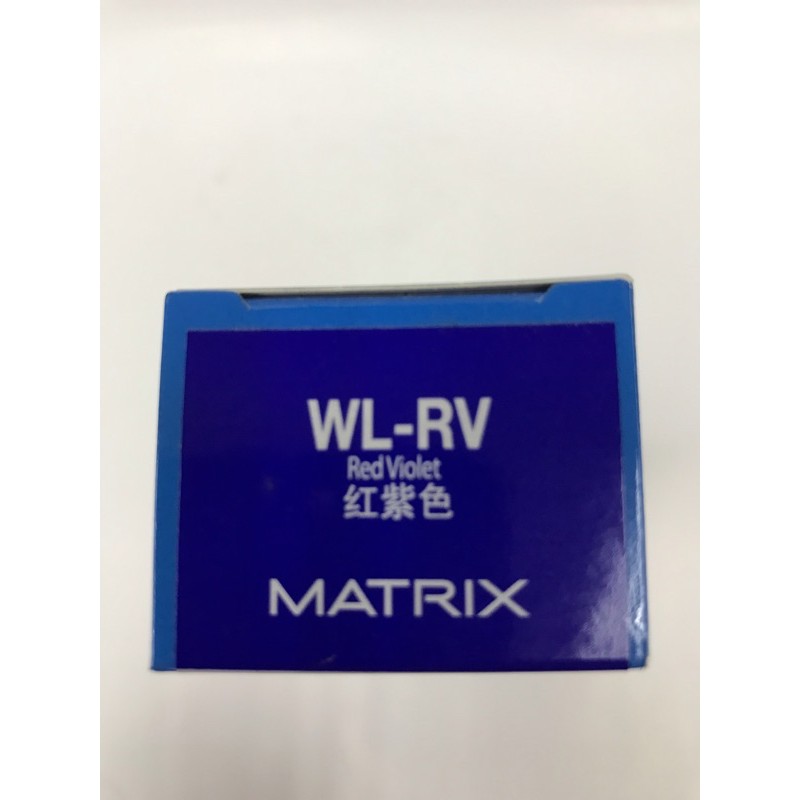 WL-RV
Red Violet
红紫色
MATRIX